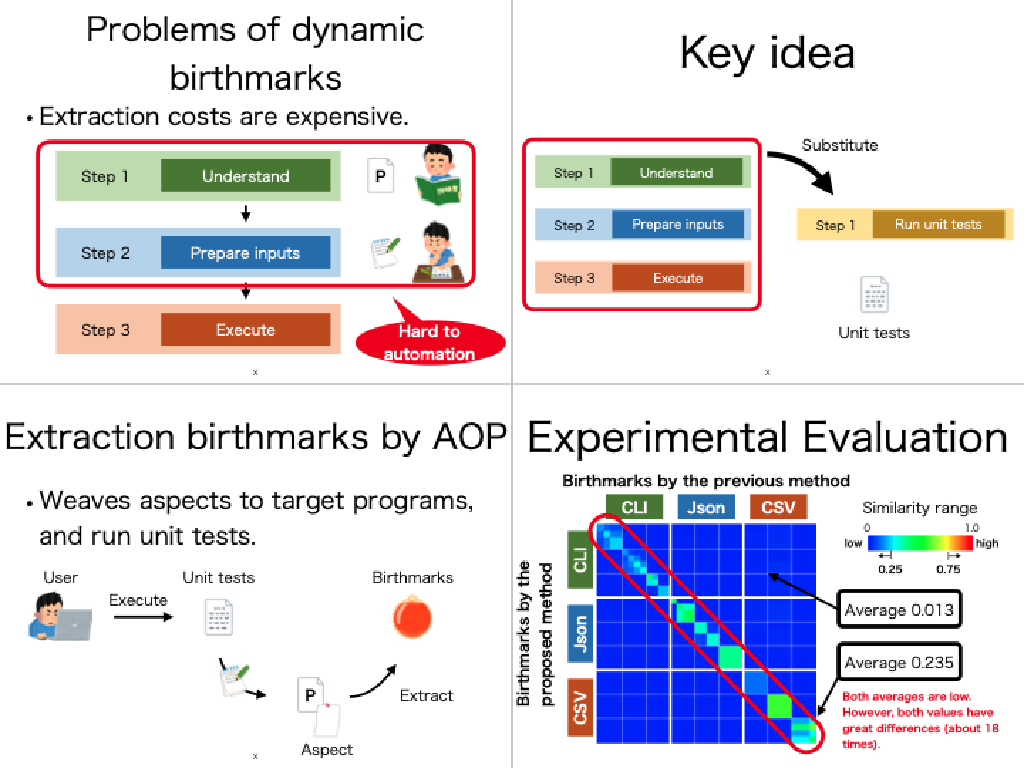 Problems of dynamic
birthmarks
• Extraction costs are expensive.
Step 1
Understand
P
Step 2
Prepare inputs
Step 3
Execute
Hard to
automation
x
Key idea
Substitute
Step 1
Understand
Step 2
Prepare inputs
Step 3
Execute
Step 1
Run unit tests
Unit tests
x
Extraction birthmarks by AOP
• Weaves aspects to target programs,
and run unit tests.
User
Unit tests
Birthmarks
Execute
P
Extract
Aspect
x
Experimental Evaluation
Birthmarks by the previous method
CLI
Json
CSV
Birthmarks by the
proposed method
CLI
Json
CSV
Similarity range
0
1.0
low
high
0.25
0.75
Average 0.013
Average 0.235
Both averages are low.
However, both values have
great differences (about 18
times).